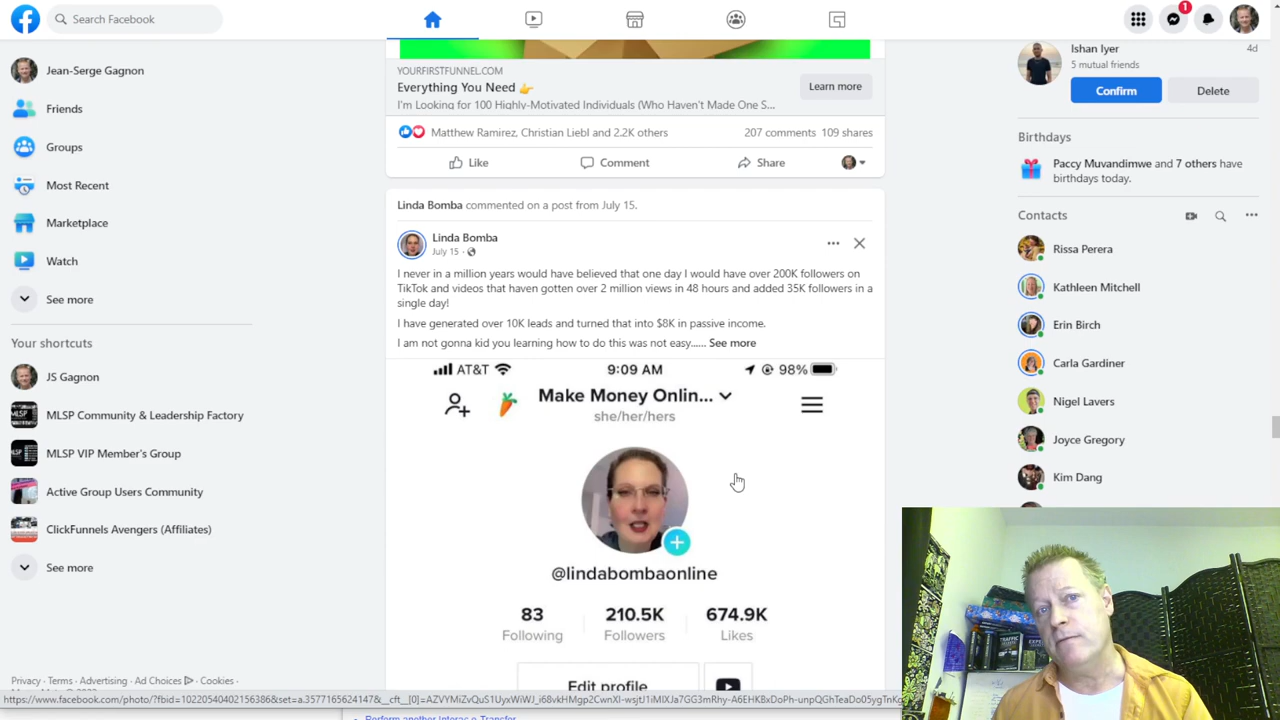 Search Facebook
1
Jean-Serge Gagnon
Friends
Groups
Most Recent
Marketplace
Watch
See more
Your shortcuts
JS Gagnon
MLSP Community & Leadership Factory
MLSP VIP Member's Group
Active Group Users Community
ClickFunnels Avengers (Affiliates)
See more
Privacy · Terms · Advertising · Ad Choices · Cookies ·
YOURFIRSTFUNNEL.COM
Everything You Need 👉
I'm Looking for 100 Highly-Motivated Individuals (Who Haven't Made One S...
Learn more
Matthew Ramirez, Christian Liebl and 2.2K others
207 comments 109 shares
Like
Comment
Share
Linda Bomba commented on a post from July 15.
Linda Bomba
July 15 ·
I never in a million years would have believed that one day I would have over 200K followers on
TikTok and videos that haven gotten over 2 million views in 48 hours and added 35K followers in a
single day!
I have generated over 10K leads and turned that into $8K in passive income.
I am not gonna kid you learning how to do this was not easy...... See more
AT&T
9:09 AM
98%
Make Money Onlin...
she/her/hers
@lindabombaonline
83
Following
210.5K
Followers
674.9K
Likes
Edit profile
Ishan Iyer
4d
5 mutual friends
Confirm
Delete
Birthdays
Paccy Muvandimwe and 7 others have
birthdays today.
Contacts
Rissa Perera
Kathleen Mitchell
Erin Birch
Carla Gardiner
Nigel Lavers
Joyce Gregory
Kim Dang
TRAFFIC
Perform another Interac e-Transfer